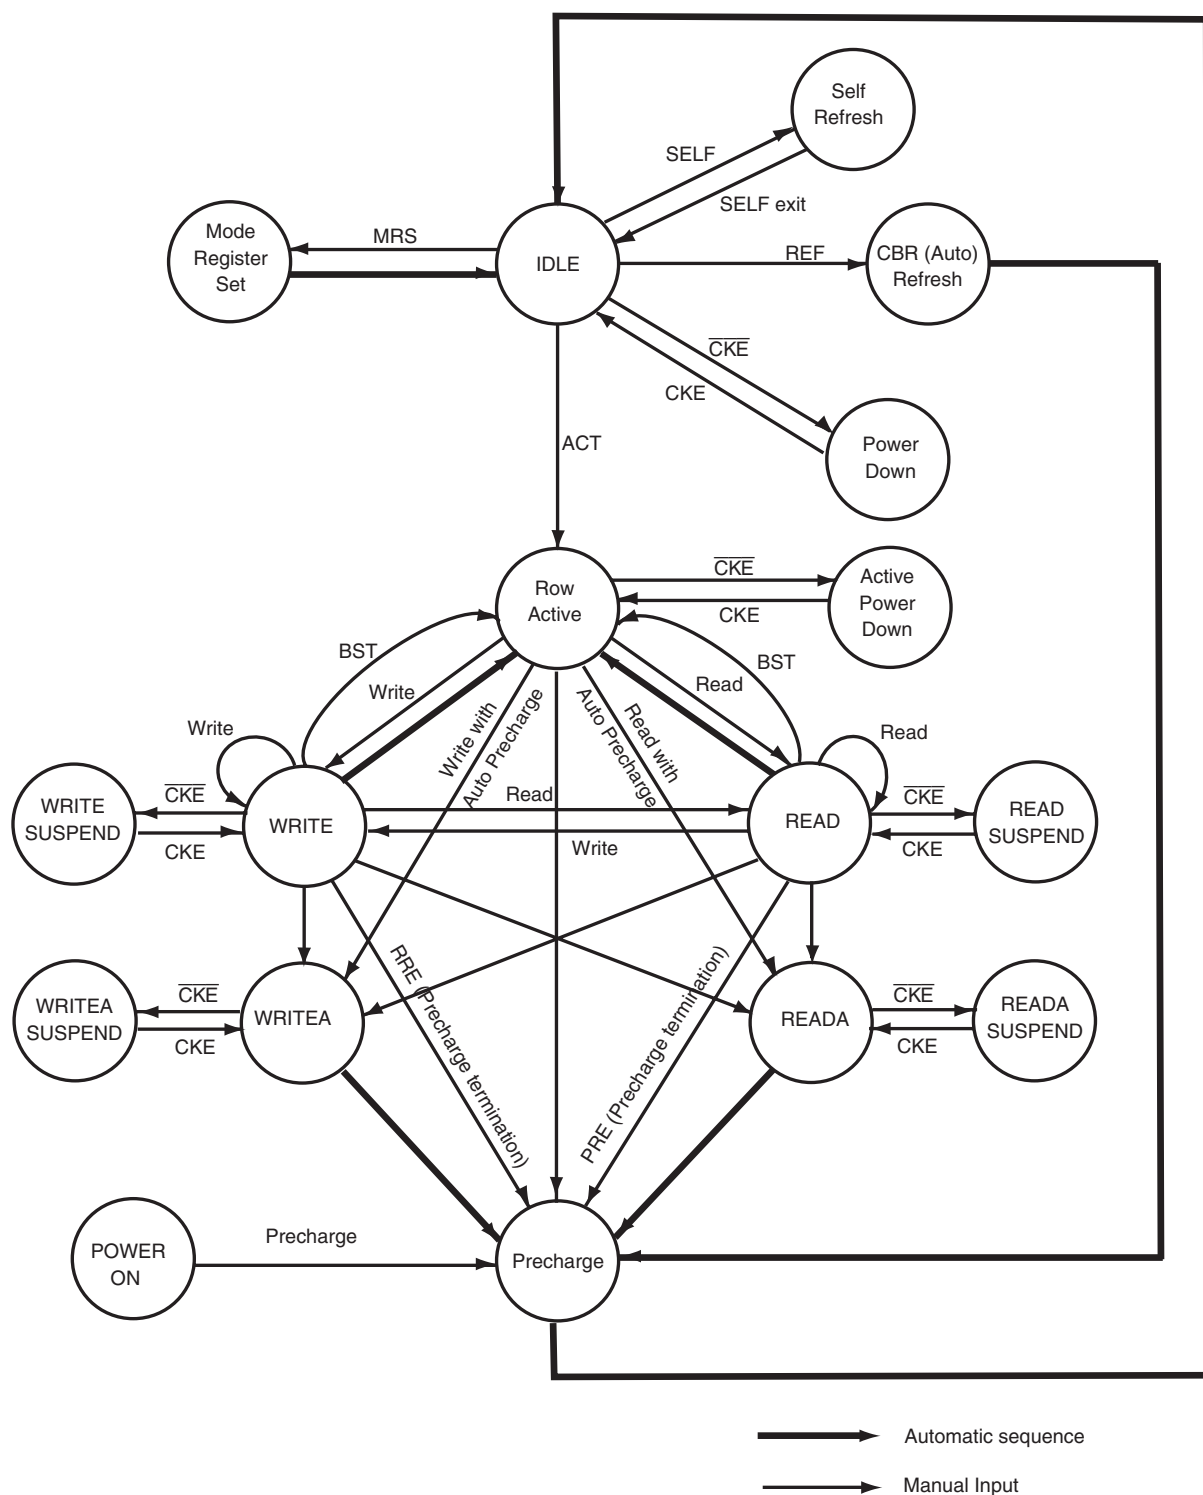 Self
Refresh
SELF
SELF exit
Mode
Register
Set
MRS
IDLE
REF
CBR (Auto)
Refresh
CKE
CKE
Power
Down
ACT
Row
Active
CKE
CKE
Active
Power
Down
BST
Write
Write with
Auto Precharge
Auto Precharge
Read with
Read
BST
Write
Read
WRITE
SUSPEND
CKE
CKE
WRITE
Read
Write
READ
CKE
CKE
READ
SUSPEND
RRE (Precharge termination)
PRE (Precharge termination)
WRITEA
SUSPEND
CKE
CKE
WRITEA
READA
CKE
CKE
READA
SUSPEND
POWER
ON
Precharge
Precharge
Automatic sequence
Manual Input